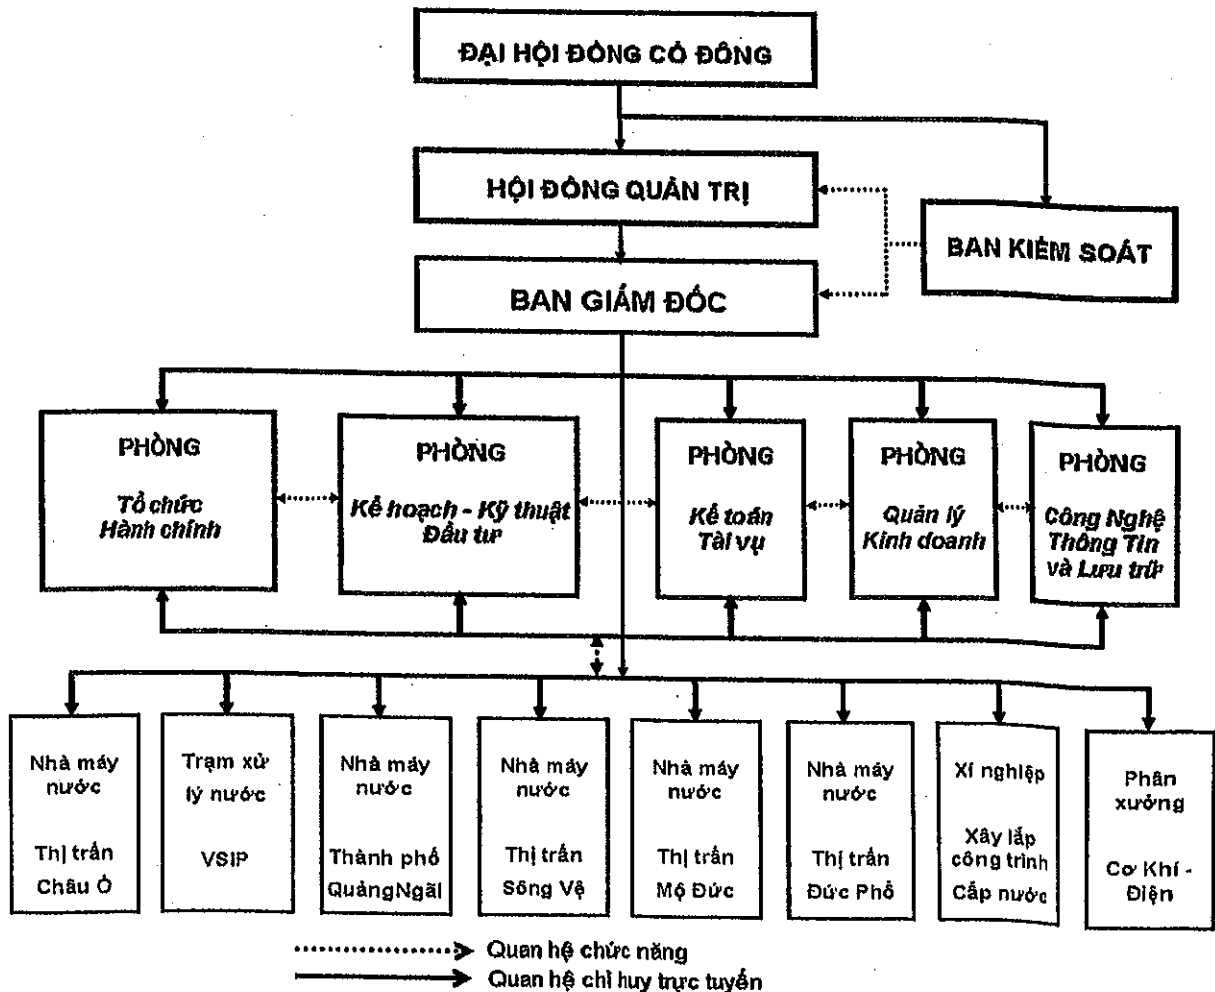 ĐẠI HỘI ĐỒNG CỔ ĐÔNG
HỘI ĐỒNG QUẢN TRỊ
BAN KIỂM SOÁT
BAN GIÁM ĐỐC
PHÒNG
Tổ chức
Hành chính
PHÒNG
Kế hoạch - Kỹ thuật
Đầu tư
PHÒNG
Kế toán
Tài vụ
PHÒNG
Quản lý
Kinh doanh
PHÒNG
Công Nghệ
Thông Tin
và Lưu trữ
Nhà máy
nước
Thị trấn
Châu Ổ
Trạm xử
lý nước
VSIP
Nhà máy
nước
Thành phố
QuảngNgãi
Nhà máy
nước
Thị trấn
Sông Vệ
Nhà máy
nước
Thị trấn
Mộ Đức
Nhà máy
nước
Thị trấn
Đức Phổ
Xí nghiệp
Xây lắp
công trình
Cấp nước
Phân
xưởng
Cơ Khí -
Điện
Quan hệ chức năng
Quan hệ chỉ huy trực tuyến